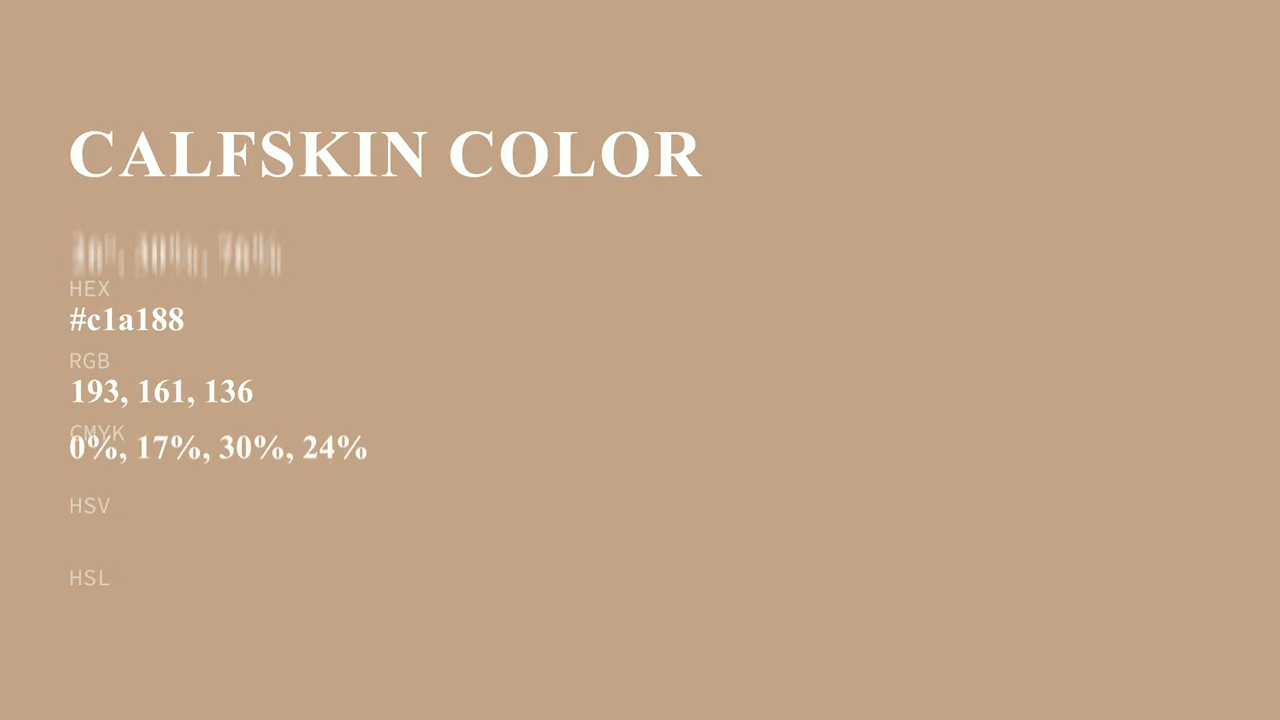 CALFSKIN COLOR
HEX
#c1a188
RGB
193, 161, 136
CMYK
0%, 17%, 30%, 24%
HSV
HSL